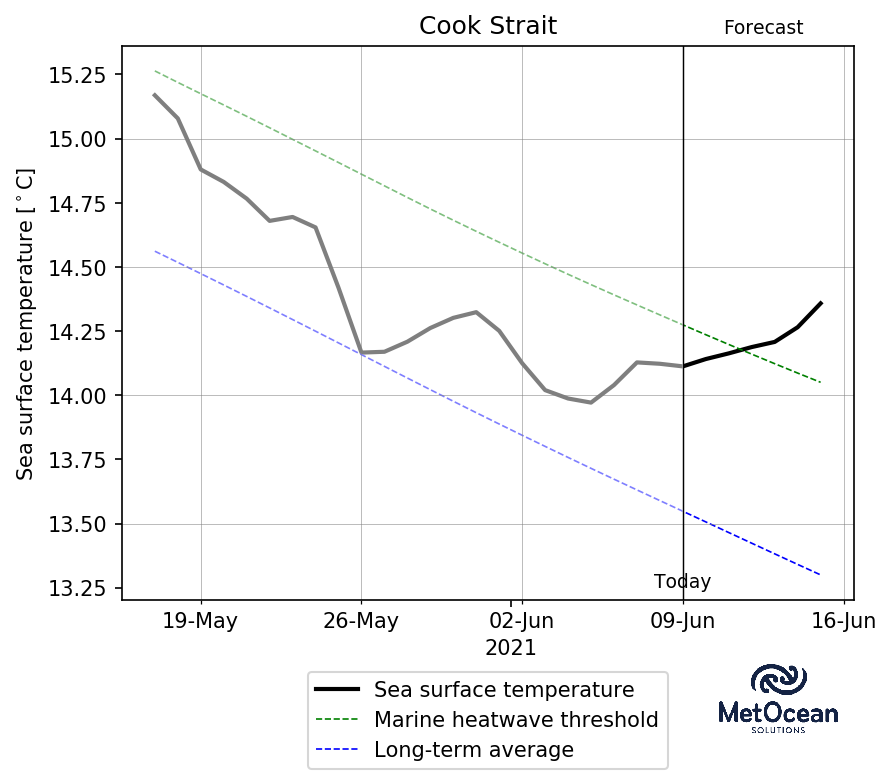 Cook Strait
Forecast
Sea surface temperature [°C]
15.25
15.00
14.75
14.50
14.25
14.00
13.75
13.50
13.25
Today
19-May
26-May
02-Jun
09-Jun
16-Jun
2021
Sea surface temperature
Marine heatwave threshold
Long-term average
MetOcean
SOLUTIONS